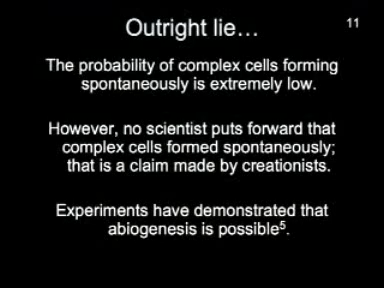 Outright lie…
11
The probability of complex cells forming
spontaneously is extremely low.
However, no scientist puts forward that
complex cells formed spontaneously;
that is a claim made by creationists.
Experiments have demonstrated that
abiogenesis is possible⁵.